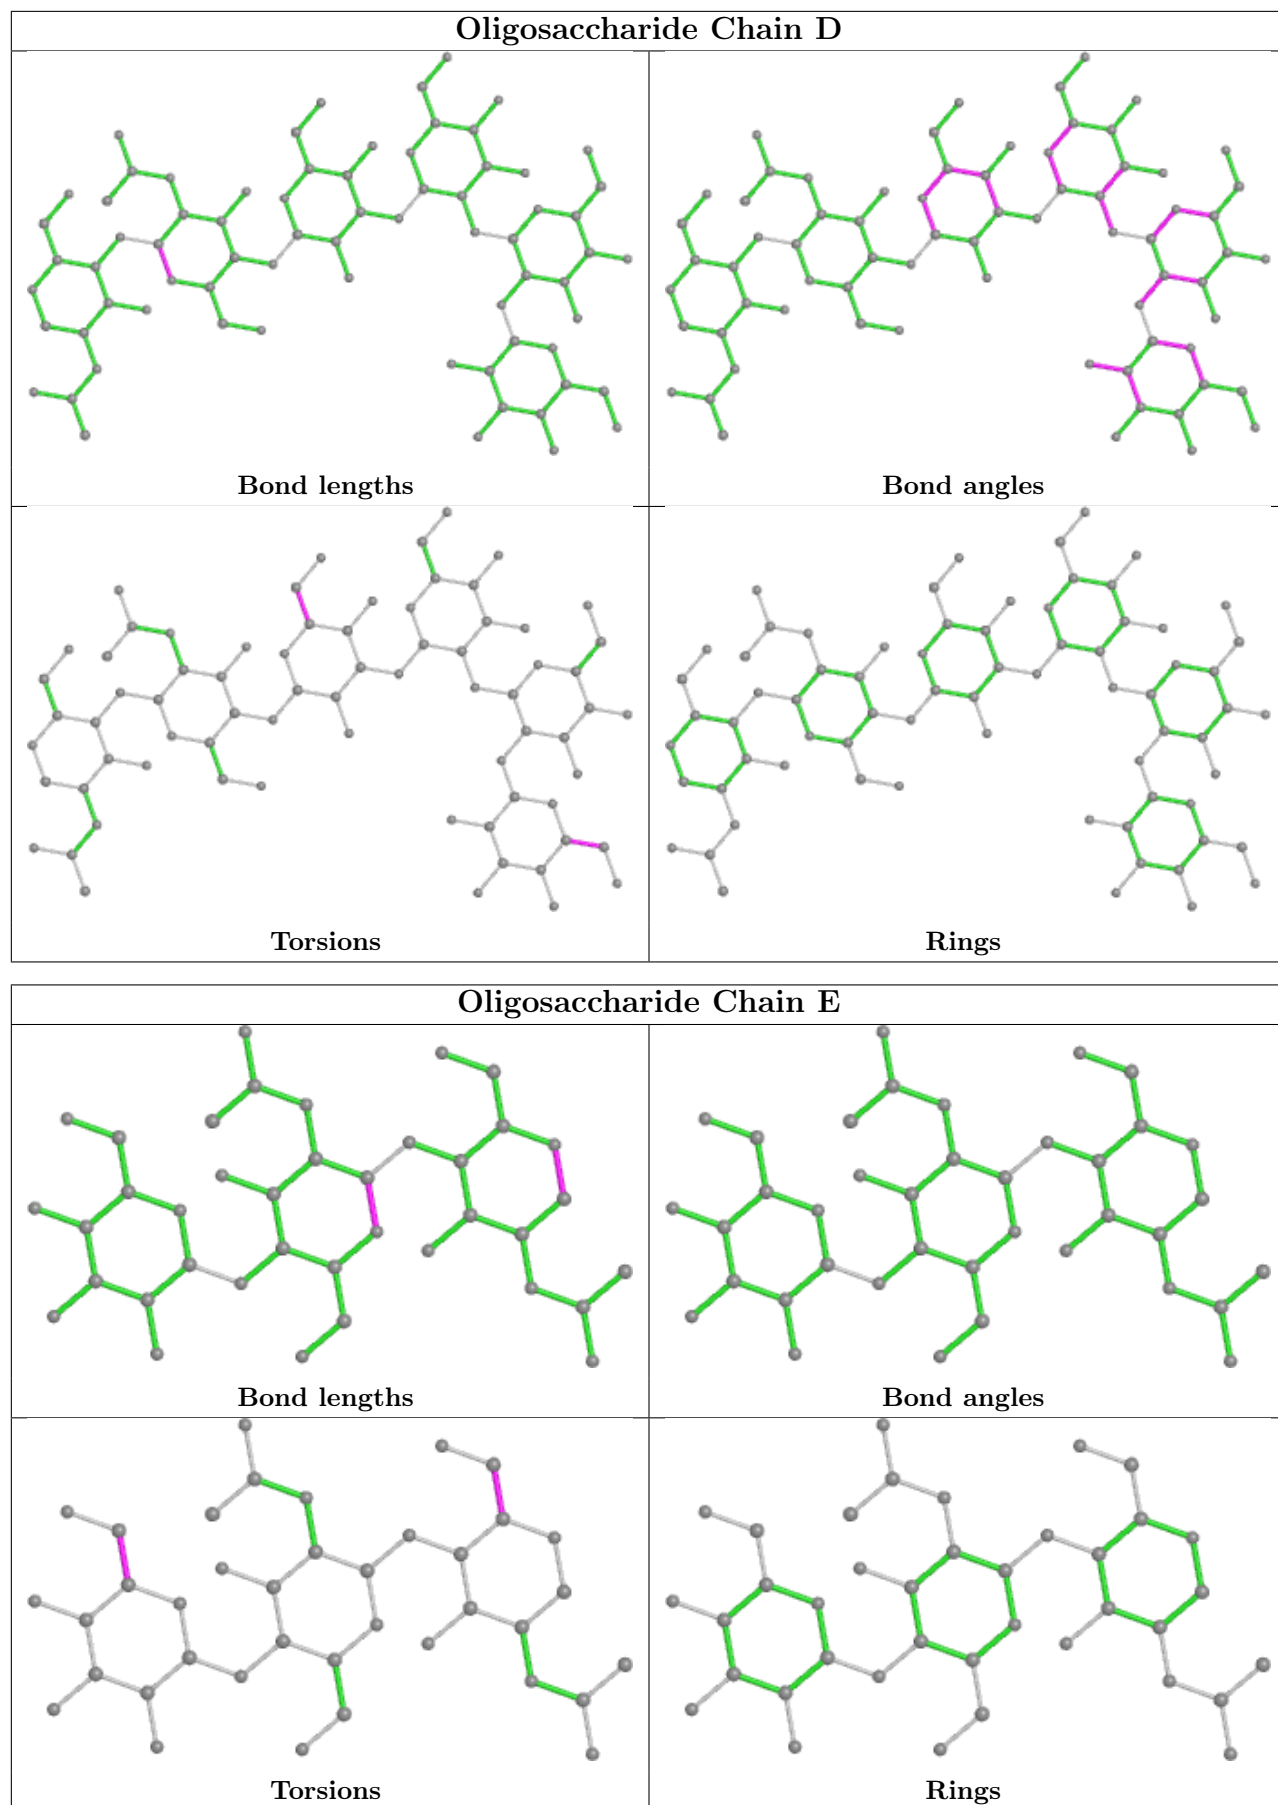 Oligosaccharide Chain D
Bond lengths
Bond angles
Torsions
Rings
Oligosaccharide Chain E
Bond lengths
Bond angles
Torsions
Rings